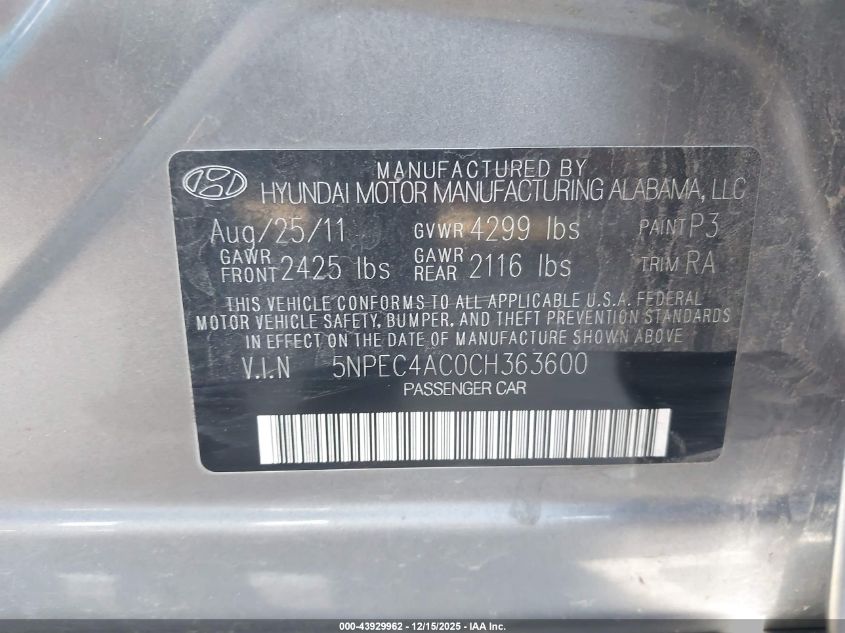 MANUFACTURED BY
HYUNDAI MOTOR MANUFACTURING ALABAMA, LLC
Aug/25/11 GVWR 4299 lbs PAINT P3
GAWR FRONT 2425 lbs GAWR REAR 2116 lbs TRIM RA
THIS VEHICLE CONFORMS TO ALL APPLICABLE U.S.A. FEDERAL
MOTOR VEHICLE SAFETY, BUMPER, AND THEFT PREVENTION STANDARDS
IN EFFECT ON THE DATE OF MANUFACTURE SHOWN ABOVE
V.I.N 5NPEC4AC0CH363600
PASSENGER CAR
000-43929962 - 12/15/2025 - IAA Inc.